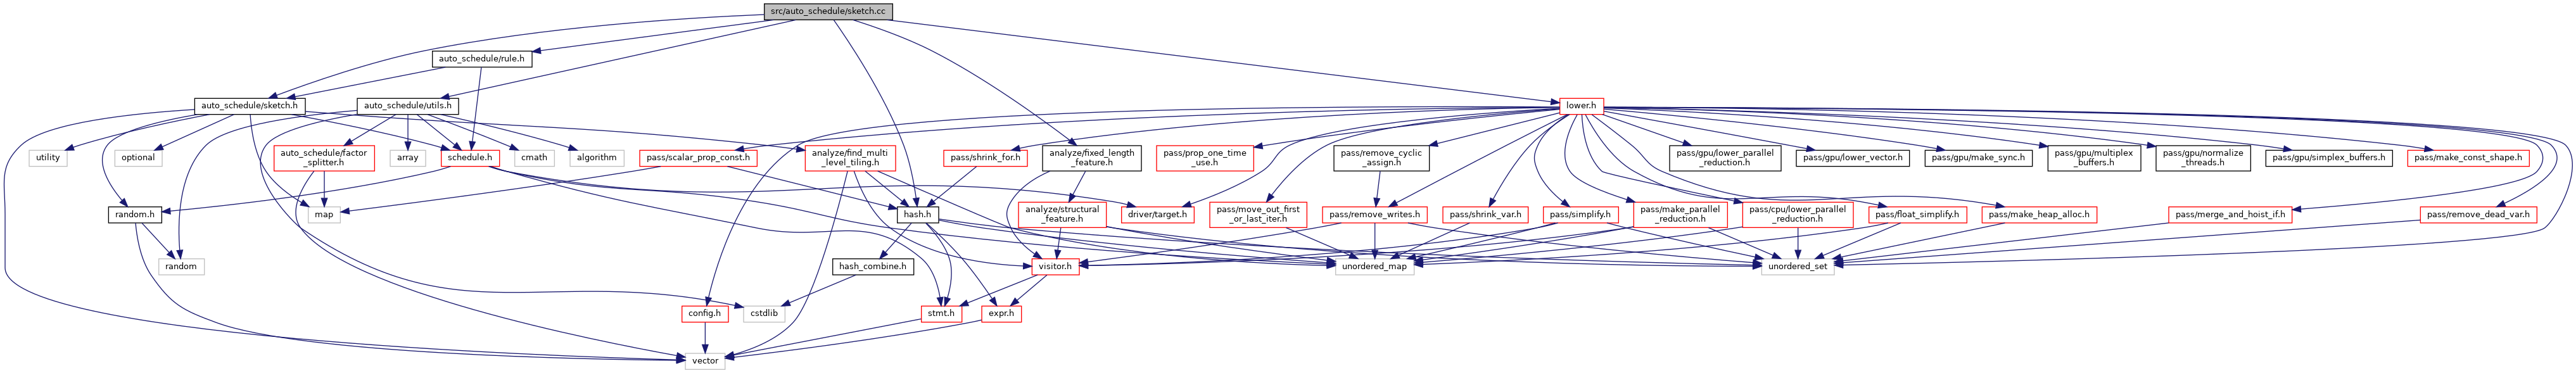 src/auto_schedule/sketch.cc
auto_schedule/rule.h
auto_schedule/sketch.h
auto_schedule/utils.h
lower.h
utility
optional
auto_schedule/factor
_splitter.h
array
schedule.h
cmath
algorithm
pass/scalar_prop_const.h
analyze/find_multi
_level_tiling.h
pass/shrink_for.h
analyze/fixed_length
_feature.h
pass/prop_one_time
_use.h
pass/remove_cyclic
_assign.h
pass/gpu/lower_parallel
_reduction.h
pass/gpu/lower_vector.h
pass/gpu/make_sync.h
pass/gpu/multiplex
_buffers.h
pass/gpu/normalize
_threads.h
pass/gpu/simplex_buffers.h
pass/make_const_shape.h
random.h
map
hash.h
analyze/structural
_feature.h
driver/target.h
pass/move_out_first
_or_last_iter.h
pass/remove_writes.h
pass/shrink_var.h
pass/simplify.h
pass/make_parallel
_reduction.h
pass/cpu/lower_parallel
_reduction.h
pass/float_simplify.h
pass/make_heap_alloc.h
pass/merge_and_hoist_if.h
pass/remove_dead_var.h
random
hash_combine.h
visitor.h
unordered_map
unordered_set
config.h
cstdlib
stmt.h
expr.h
vector